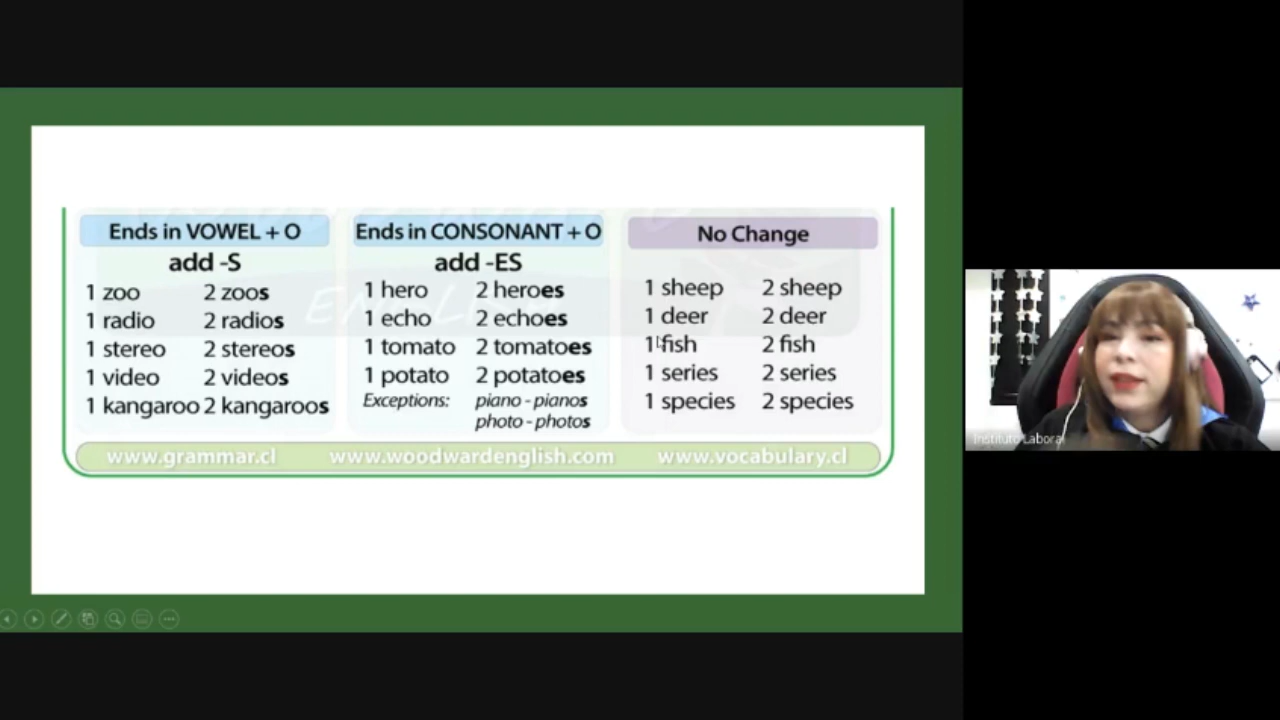 Ends in VOWEL + O
add -S
1 zoo 2 zoos
1 radio 2 radios
1 stereo 2 stereos
1 video 2 videos
1 kangaroo 2 kangaroos
Ends in CONSONANT + O
add -ES
1 hero 2 heroes
1 echo 2 echoes
1 tomato 2 tomatoes
1 potato 2 potatoes
Exceptions: piano - pianos
photo - photos
No Change
1 sheep 2 sheep
1 deer 2 deer
1 fish 2 fish
1 series 2 series
1 species 2 species
www.grammar.cl www.woodwardenglish.com www.vocabulary.cl
Instituto Laboral